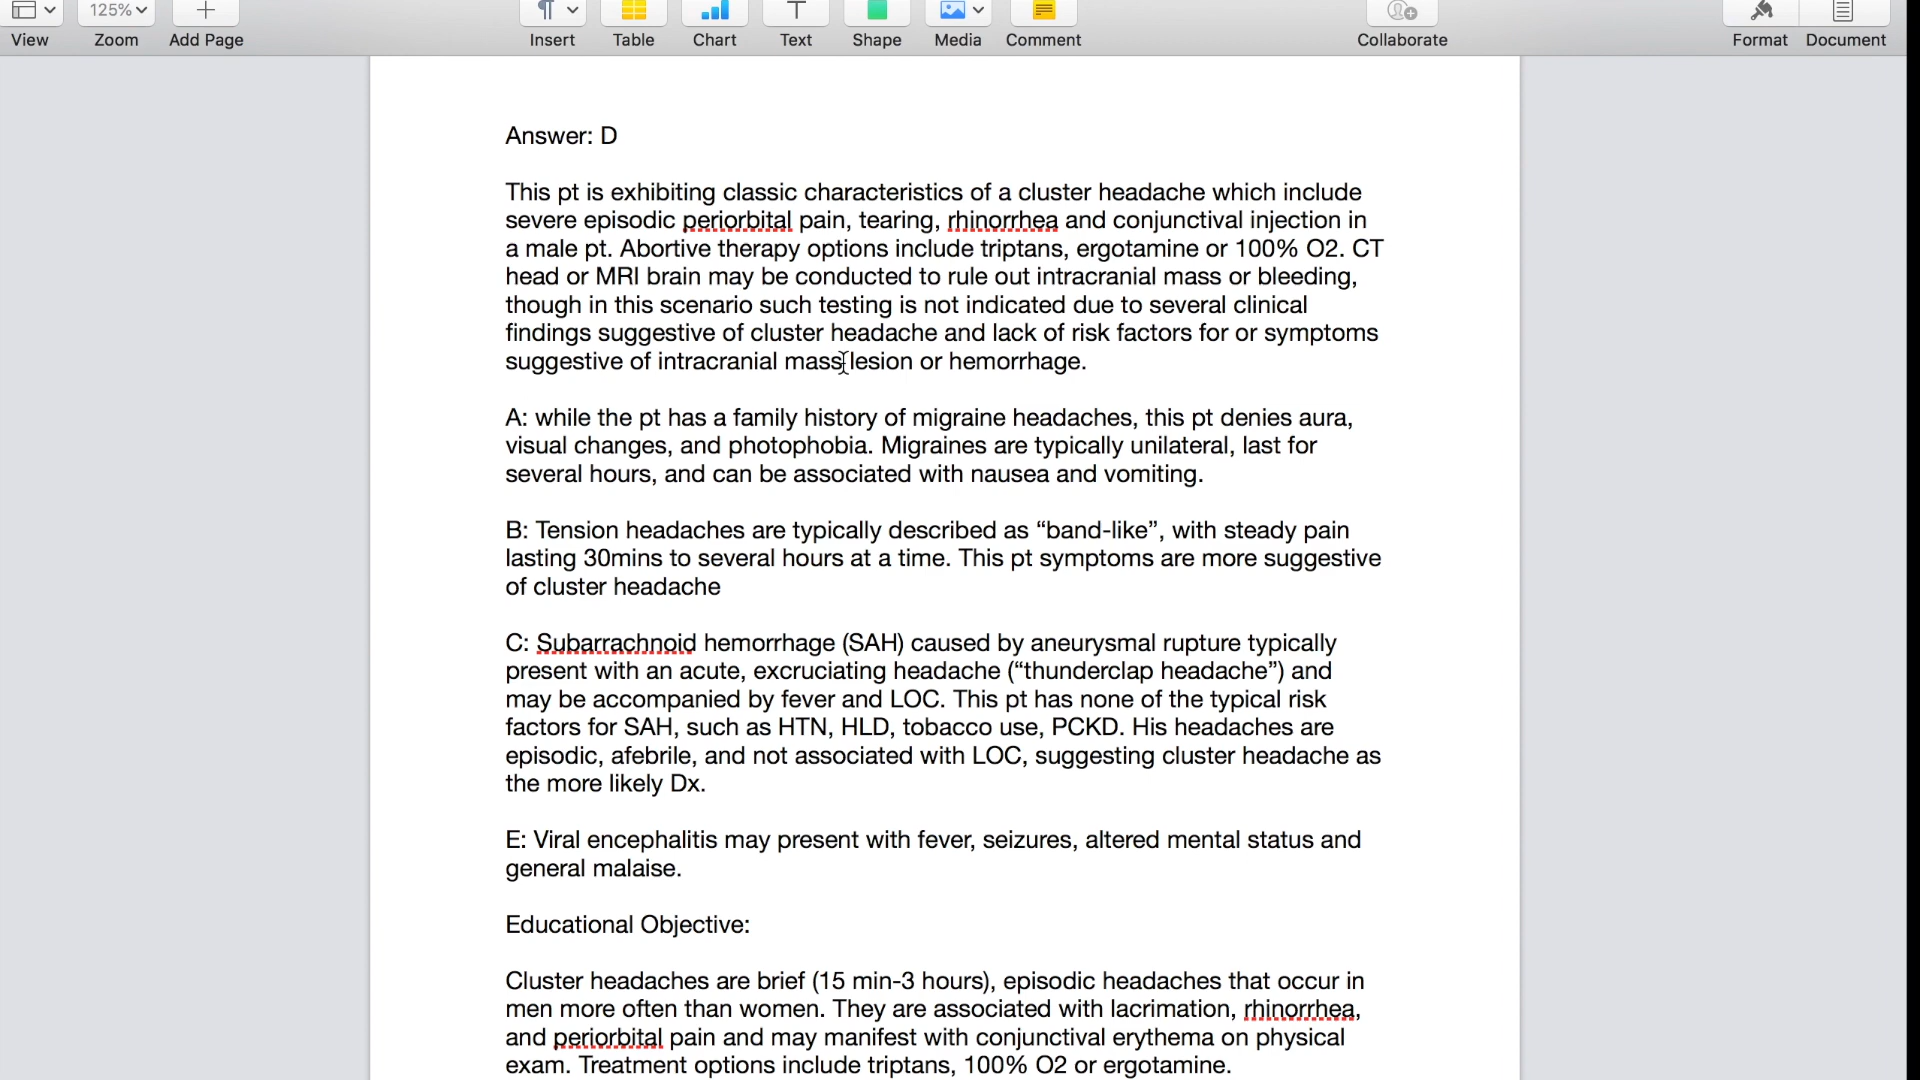 125%
View
Zoom
Add Page
Insert
Table
Chart
Text
Shape
Media
Comment
Collaborate
Format
Document
Answer: D
This pt is exhibiting classic characteristics of a cluster headache which include
severe episodic periorbital pain, tearing, rhinorrhea and conjunctival injection in
a male pt. Abortive therapy options include triptans, ergotamine or 100% O2. CT
head or MRI brain may be conducted to rule out intracranial mass or bleeding,
though in this scenario such testing is not indicated due to several clinical
findings suggestive of cluster headache and lack of risk factors for or symptoms
suggestive of intracranial mass lesion or hemorrhage.
A: while the pt has a family history of migraine headaches, this pt denies aura,
visual changes, and photophobia. Migraines are typically unilateral, last for
several hours, and can be associated with nausea and vomiting.
B: Tension headaches are typically described as “band-like”, with steady pain
lasting 30mins to several hours at a time. This pt symptoms are more suggestive
of cluster headache
C: Subarrachnoid hemorrhage (SAH) caused by aneurysmal rupture typically
present with an acute, excruciating headache (“thunderclap headache”) and
may be accompanied by fever and LOC. This pt has none of the typical risk
factors for SAH, such as HTN, HLD, tobacco use, PCKD. His headaches are
episodic, afebrile, and not associated with LOC, suggesting cluster headache as
the more likely Dx.
E: Viral encephalitis may present with fever, seizures, altered mental status and
general malaise.
Educational Objective:
Cluster headaches are brief (15 min-3 hours), episodic headaches that occur in
men more often than women. They are associated with lacrimation, rhinorrhea,
and periorbital pain and may manifest with conjunctival erythema on physical
exam. Treatment options include triptans, 100% O2 or ergotamine.